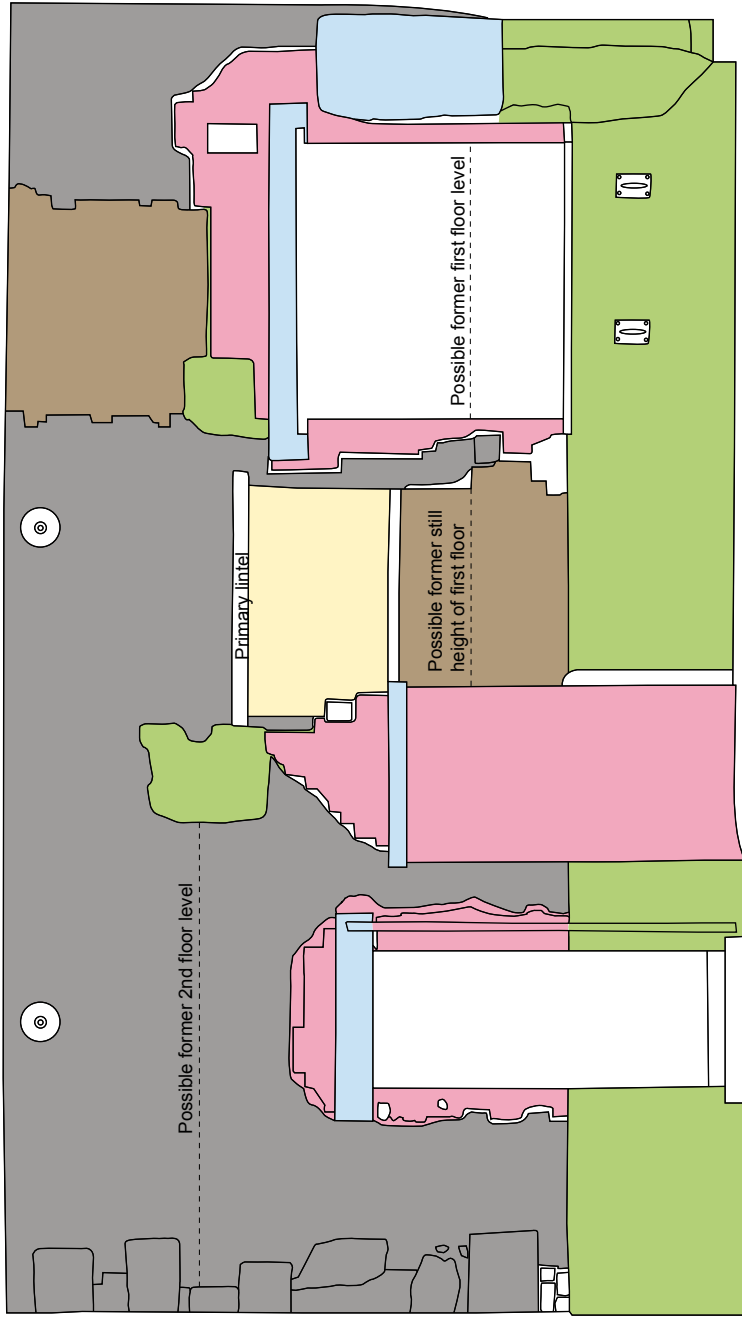 Possible former 2nd floor level
Primary lintel
Possible former still
height of first floor
Possible former first floor level